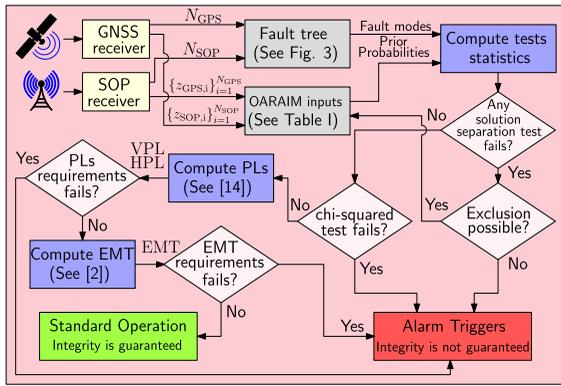 GNSS
receiver
SOP
receiver
N_GPS
N_SOP
{z_GPS,i}_{i=1}^{N_GPS}
{z_SOP,i}_{i=1}^{N_SOP}
Fault tree
(See Fig. 3)
OARAIM inputs
(See Table I)
Fault modes
Prior
Probabilities
Compute tests
statistics
Any
solution
separation test
fails?
No
Yes
Yes
Exclusion
possible?
No
chi-squared
test fails?
No
Yes
Compute PLs
(See [14])
VPL
HPL
PLs
requirements
fails?
Yes
No
Compute EMT
(See [2])
EMT
EMT
requirements
fails?
No
Yes
Standard Operation
Integrity is guaranteed
Alarm Triggers
Integrity is not guaranteed